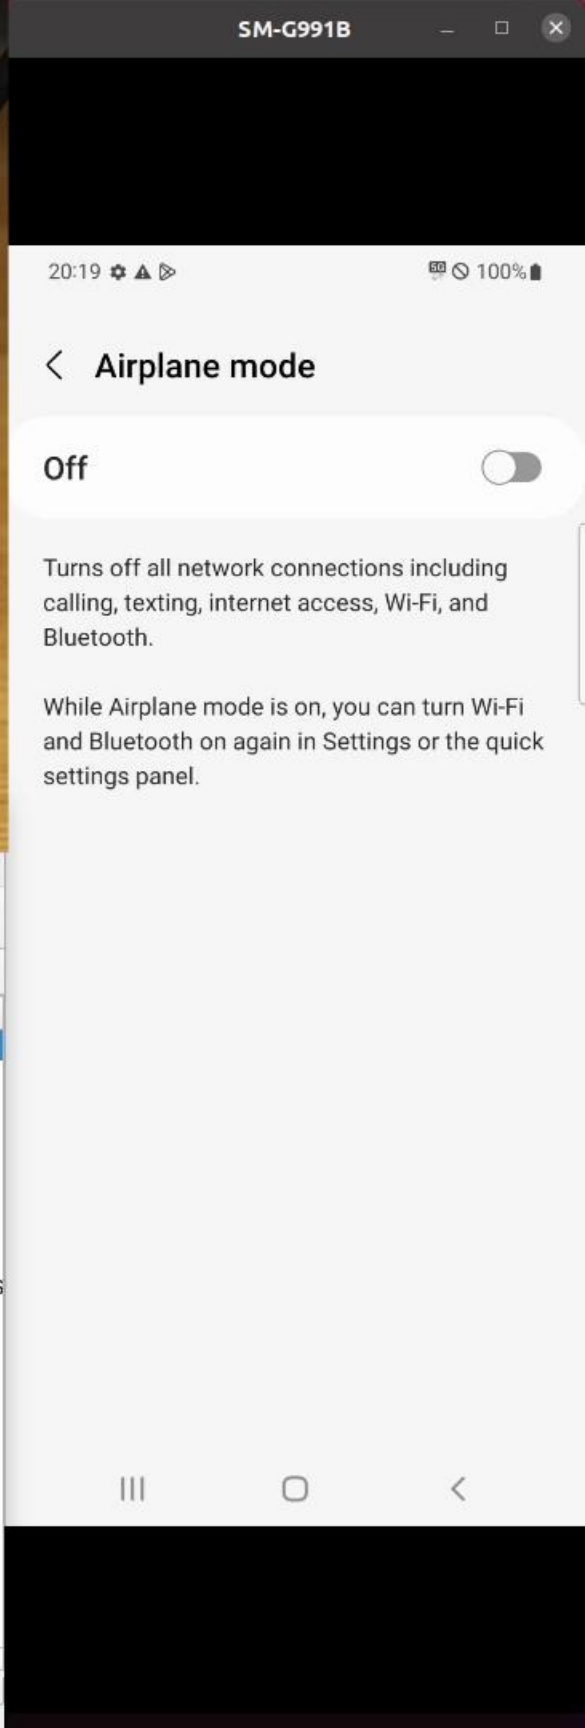 SM-G991B
20:19 100%
Airplane mode
Off
Turns off all network connections including
calling, texting, internet access, Wi-Fi, and
Bluetooth.
While Airplane mode is on, you can turn Wi-Fi
and Bluetooth on again in Settings or the quick
settings panel.